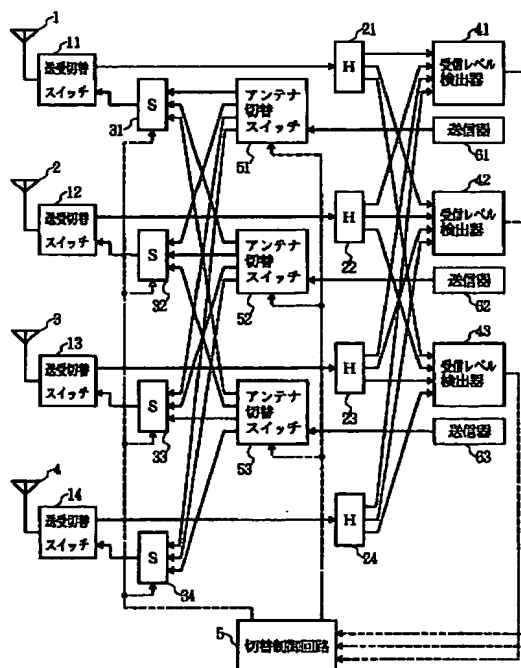 1
11
送受切替
スイッチ
21
H
41
受信レベル
検出器
S
31
アンテナ
切替
スイッチ
51
送信器
61
2
12
送受切替
スイッチ
H
22
42
受信レベル
検出器
S
32
アンテナ
切替
スイッチ
52
送信器
62
3
13
送受切替
スイッチ
H
23
43
受信レベル
検出器
S
33
アンテナ
切替
スイッチ
53
送信器
63
4
14
送受切替
スイッチ
H
24
S
34
5
切替制御回路